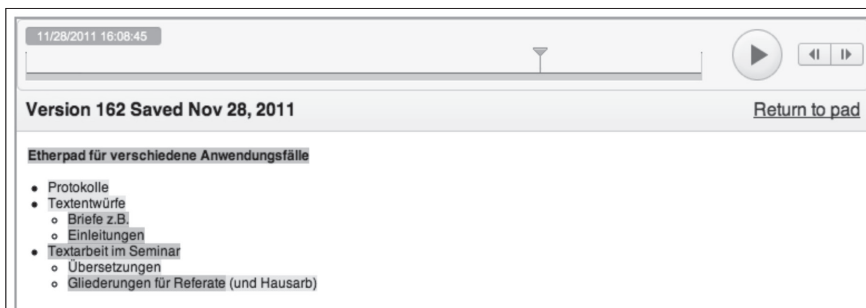 11/28/2011 16:08:45
Version 162 Saved Nov 28, 2011
Return to pad
Etherpad für verschiedene Anwendungsfälle
Protokolle
Textentwürfe
Briefe z.B.
Einleitungen
Textarbeit im Seminar
Übersetzungen
Gliederungen für Referate (und Hausarb)